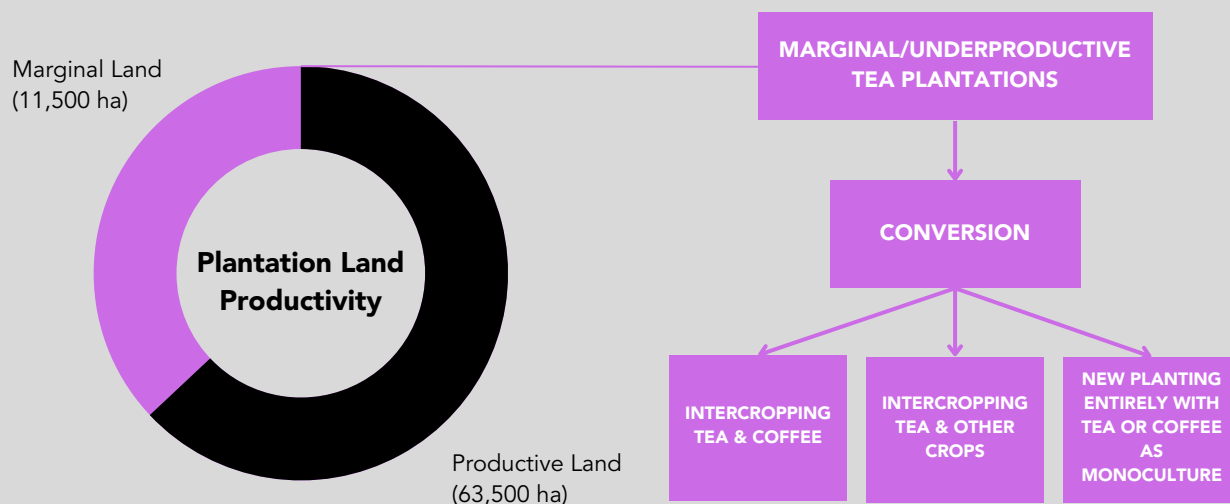 Marginal Land
(11,500 ha)
Plantation Land
Productivity
Productive Land
(63,500 ha)
MARGINAL/UNDERPRODUCTIVE
TEA PLANTATIONS
CONVERSION
INTERCROPPING
TEA & COFFEE
INTERCROPPING
TEA & OTHER
CROPS
NEW PLANTING
ENTIRELY WITH
TEA OR COFFEE
AS
MONOCULTURE